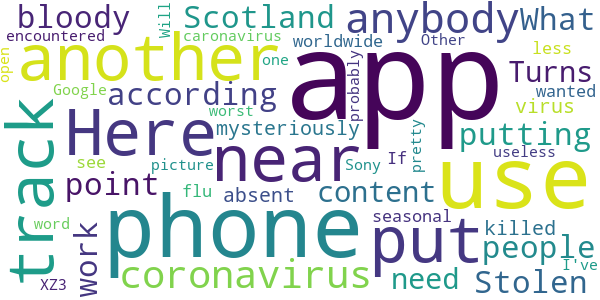 bloody Scotland anybody What
encountered Will caronavirus worldwide Other less
another app
open Google according one probably Turns wanted
Here mysteriously virus
track near worst pretty putting
see picture Sony If useless
point flu absent content use
phone put seasonal killed
work people
word coronavirus need Stolen I've
XZ3